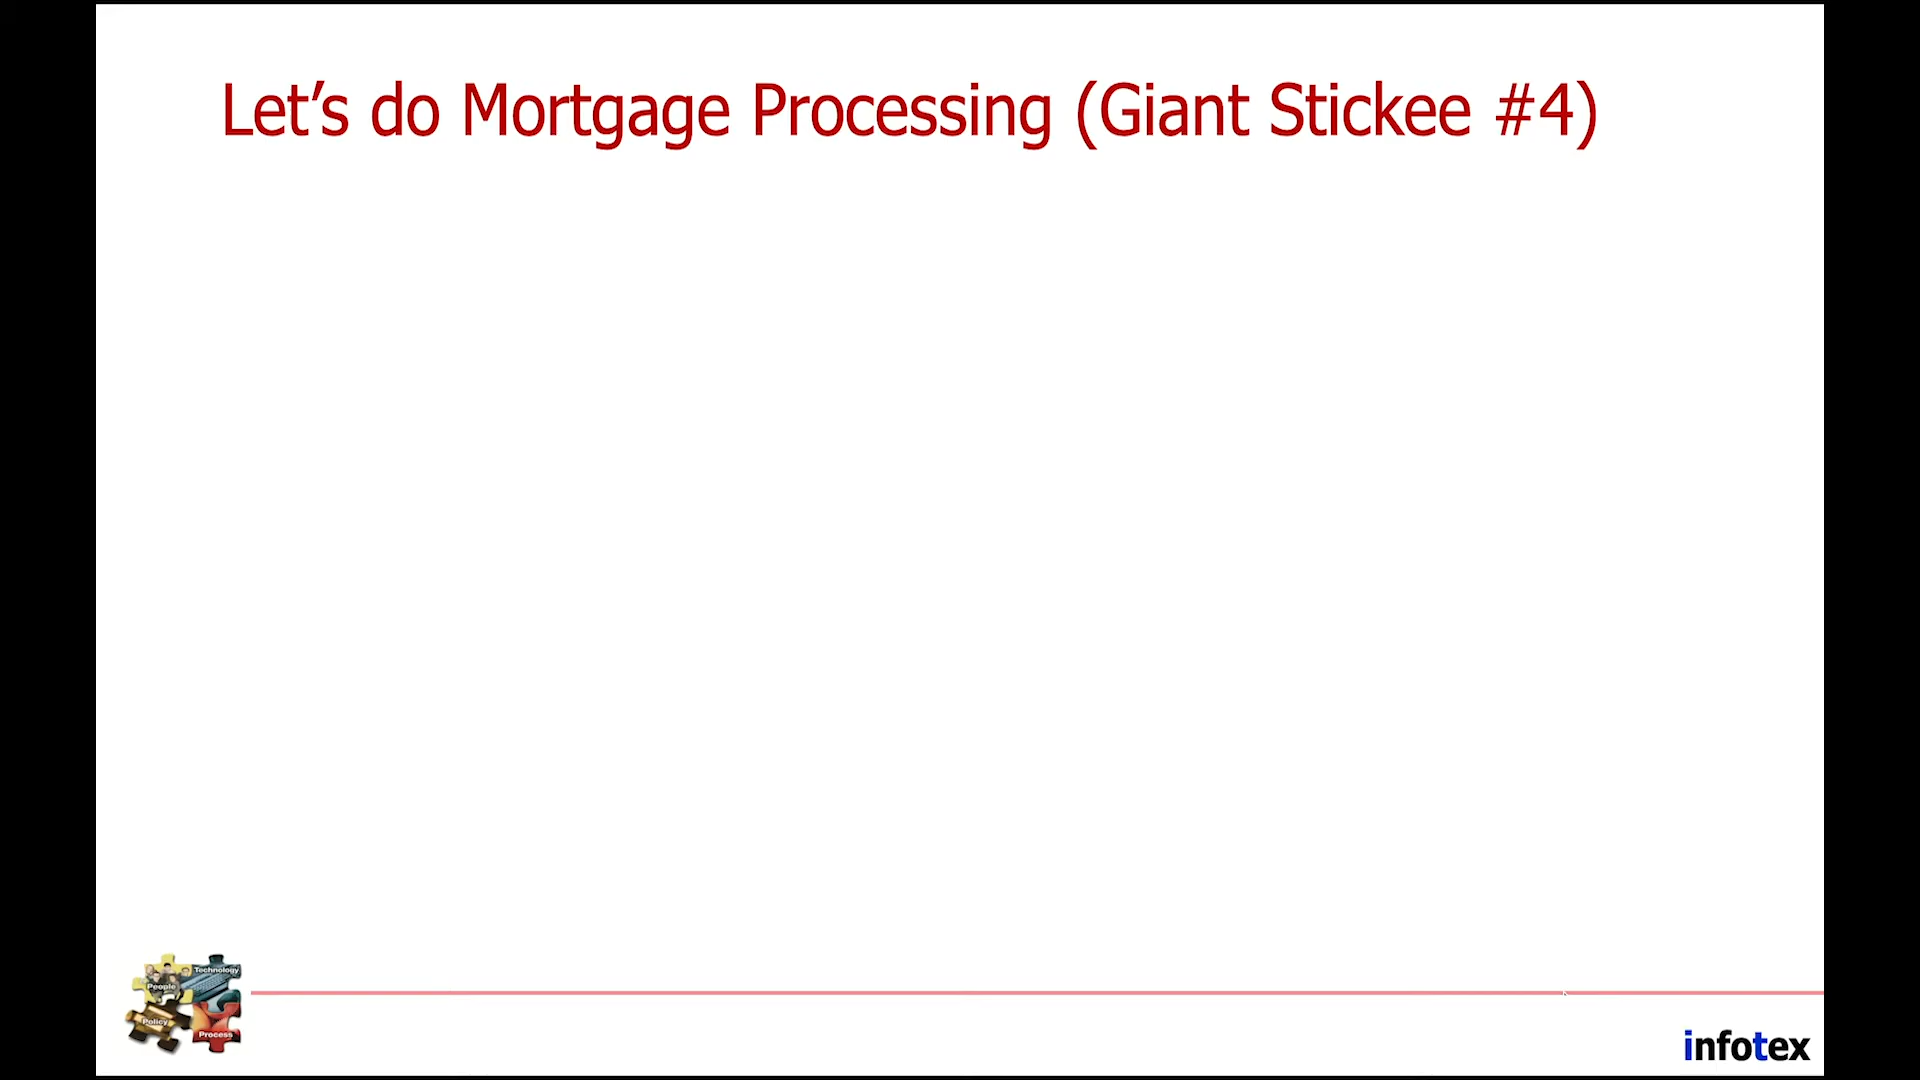 Let’s do Mortgage Processing (Giant Stickee #4)
Technology
People
Policy
Process
infotex